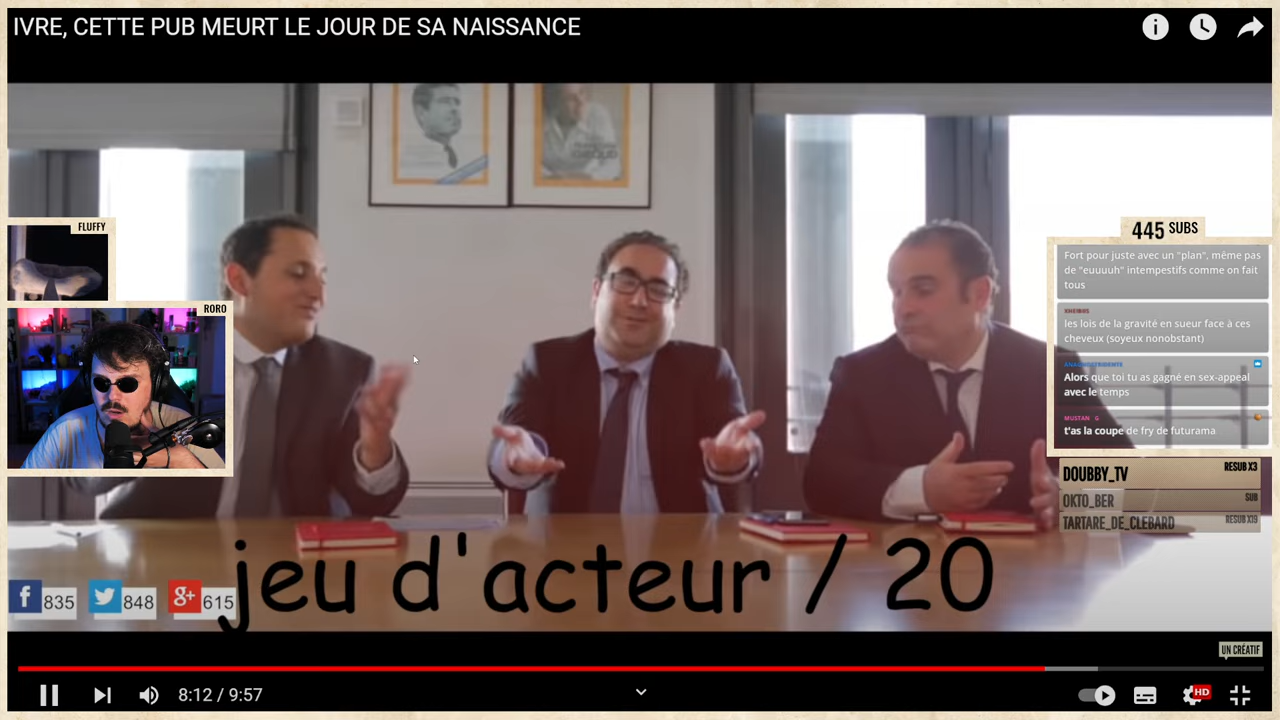 IVRE, CETTE PUB MEURT LE JOUR DE SA NAISSANCE
FLUFFY
RORO
445 SUBS
Fort pour juste avec un "plan", même pas
de "euuuuh" intempestifs comme on fait
tous
les lois de la gravité en sueur face à ces
cheveux (soyeux nonobstant)
Alors que toi tu as gagné en sex-appeal
avec le temps
MUSTAN G
t'as la coupe de fry de futurama
DOUBBY_TV RESUB X3
OKTO_BER SUB
TARTARE_DE_CLEBARD RESUB X19
jeu d'acteur / 20
f 835 848 g+ 615
UN CRÉATIF
8:12 / 9:57
HD